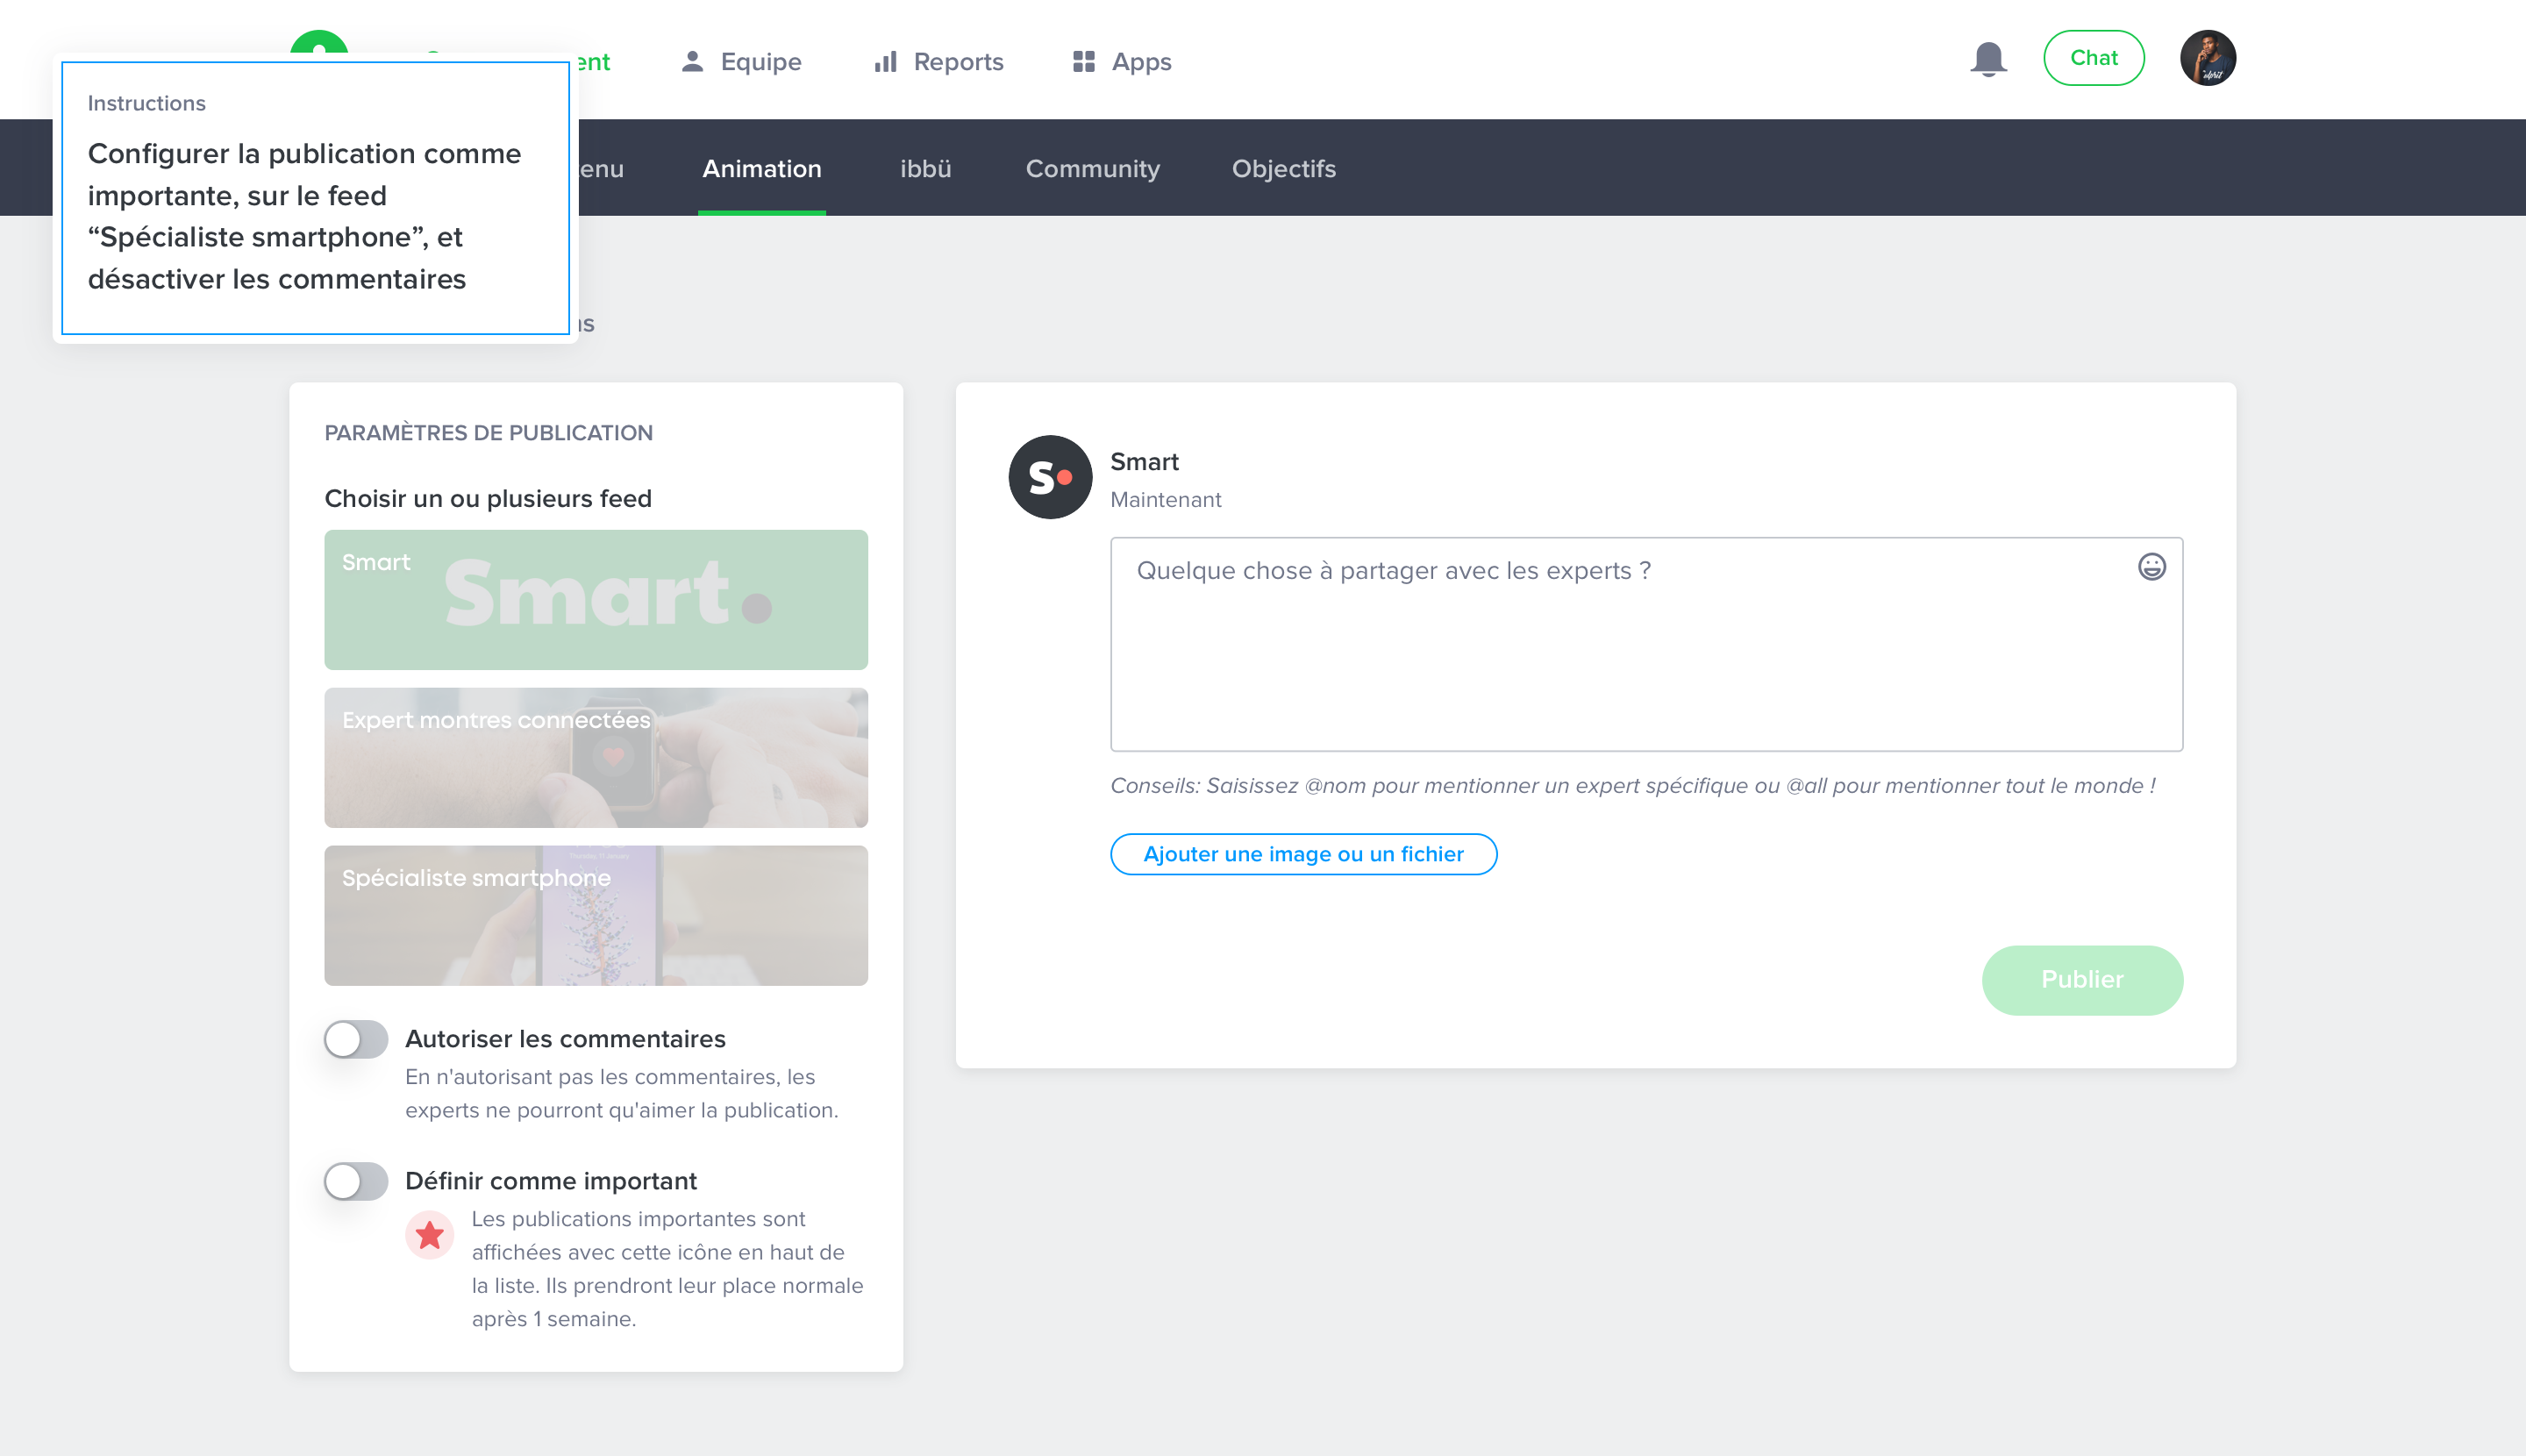 ent
Equipe
Reports
Apps
Chat
Instructions
Configurer la publication comme
importante, sur le feed
“Spécialiste smartphone”, et
désactiver les commentaires
enu
Animation
ibbü
Community
Objectifs
PARAMÈTRES DE PUBLICATION
Choisir un ou plusieurs feed
Smart
Smart.
Expert montres connectées
Spécialiste smartphone
Autoriser les commentaires
En n'autorisant pas les commentaires, les
experts ne pourront qu'aimer la publication.
Définir comme important
Les publications importantes sont
affichées avec cette icône en haut de
la liste. Ils prendront leur place normale
après 1 semaine.
S
Smart
Maintenant
Quelque chose à partager avec les experts ?
Conseils: Saisissez @nom pour mentionner un expert spécifique ou @all pour mentionner tout le monde !
Ajouter une image ou un fichier
Publier